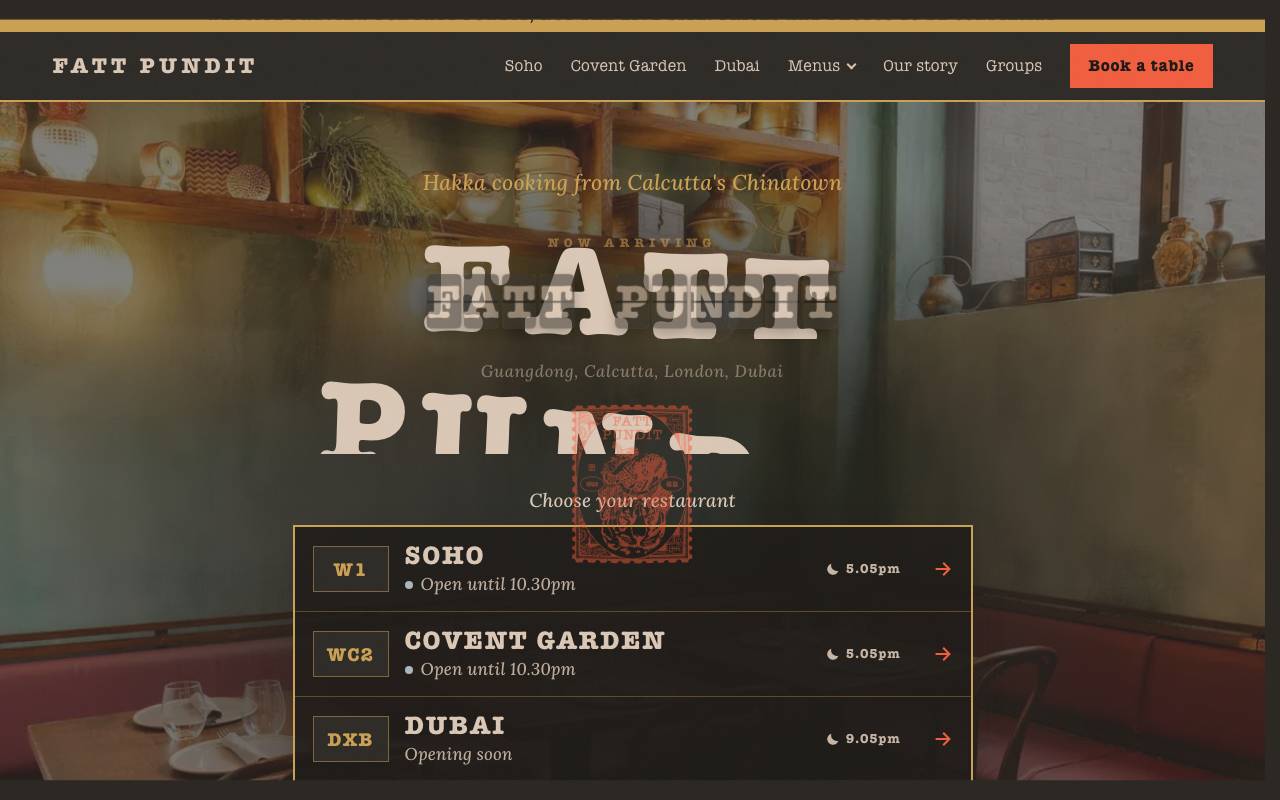 FATT PUNDIT
Soho
Covent Garden
Dubai
Menus
Our story
Groups
Book a table
Hakka cooking from Calcutta's Chinatown
NOW ARRIVING
FATT
FATT PUNDIT
Guangdong, Calcutta, London, Dubai
FATT
PUNDIT
Choose your restaurant
W1
SOHO
Open until 10.30pm
5.05pm
WC2
COVENT GARDEN
Open until 10.30pm
5.05pm
DXB
DUBAI
Opening soon
9.05pm